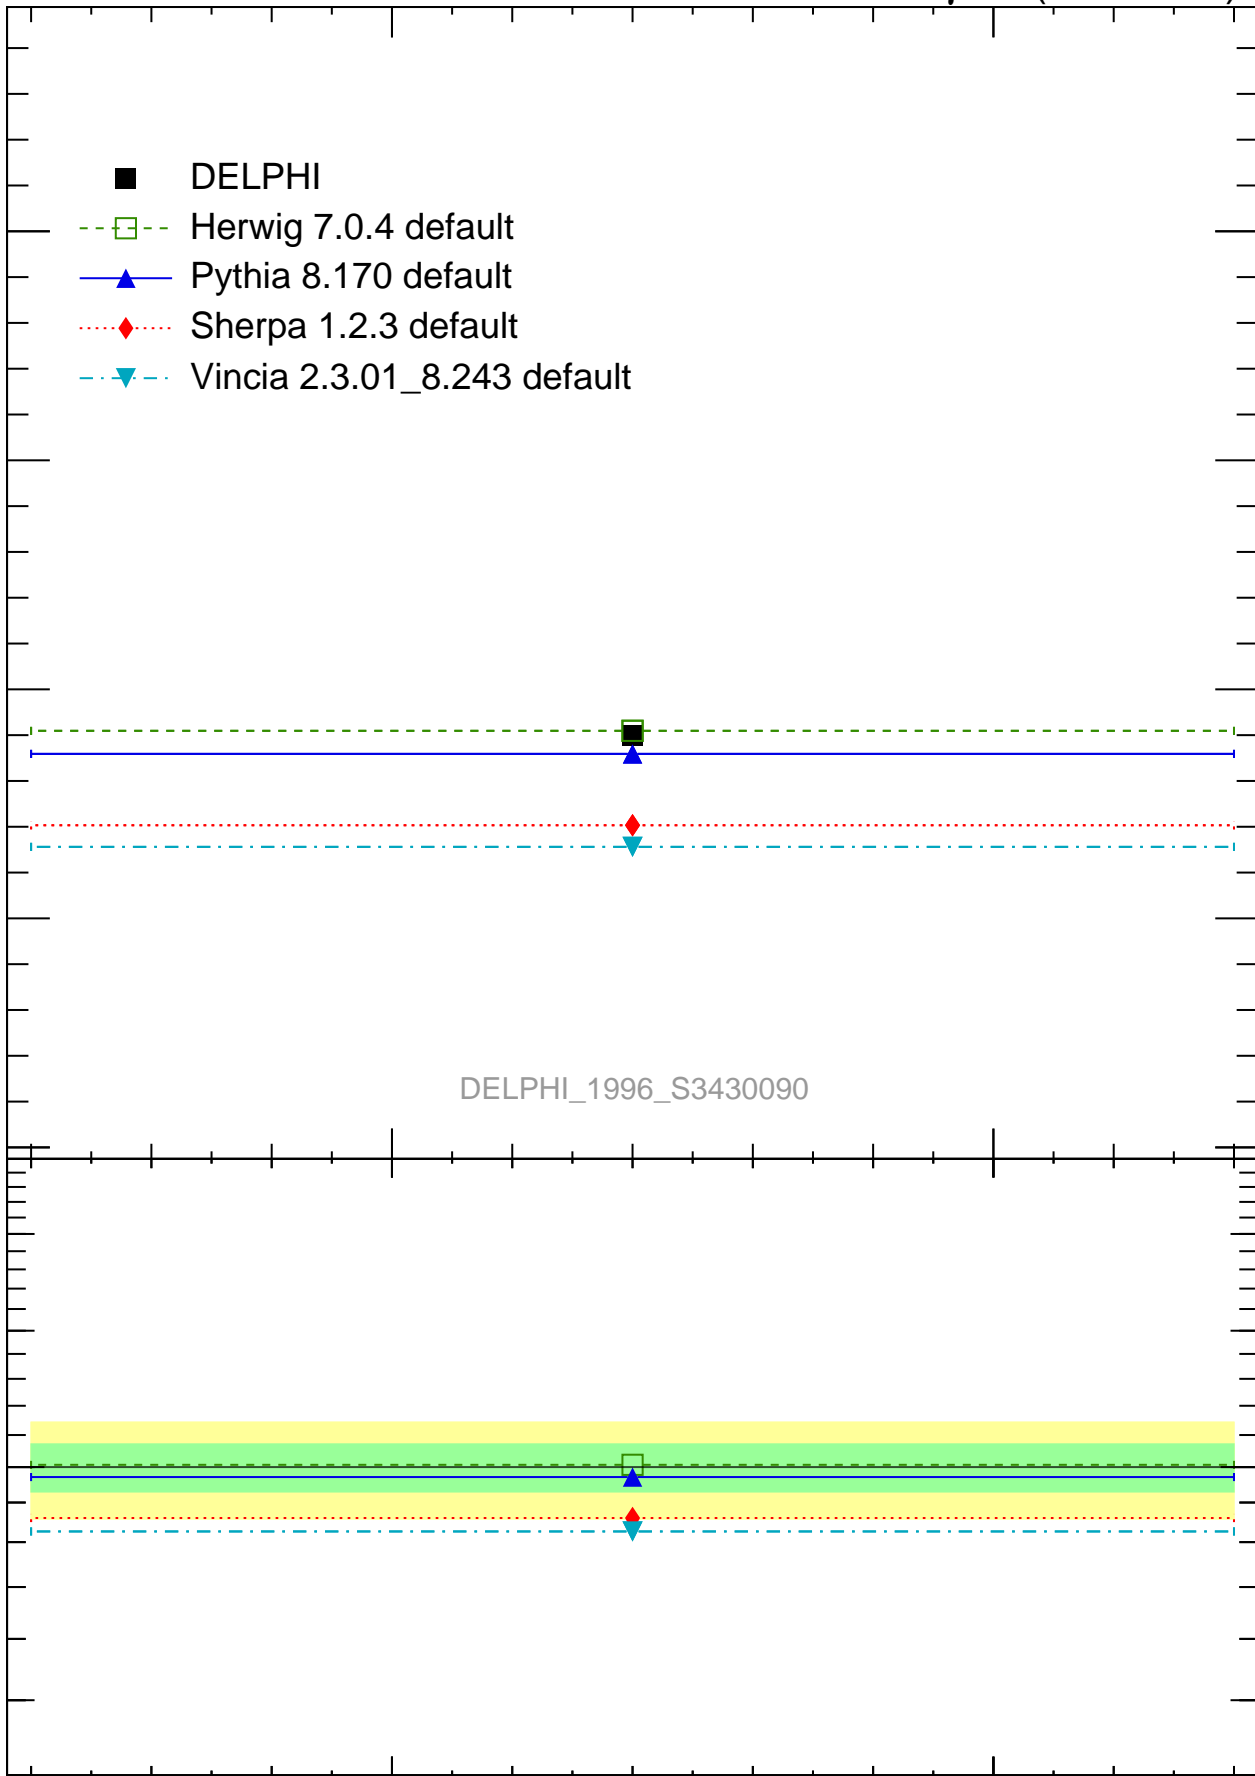 DELPHI
Herwig 7.0.4 default
Pythia 8.170 default
Sherpa 1.2.3 default
Vincia 2.3.01_8.243 default
DELPHI_1996_S3430090